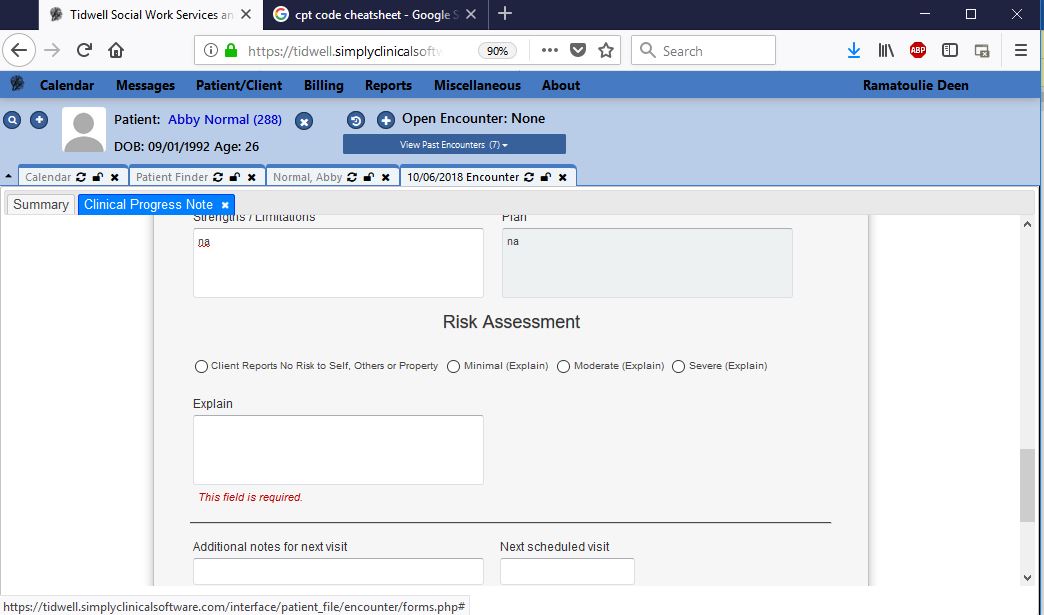 Tidwell Social Work Services an
cpt code cheatsheet - Google S
https://tidwell.simplyclinicalsoftw
90%
Search
ABP
Calendar Messages Patient/Client Billing Reports Miscellaneous About Ramatoulie Deen
Patient: Abby Normal (288)
Open Encounter: None
DOB: 09/01/1992 Age: 26
View Past Encounters (7)
Calendar Patient Finder Normal, Abby 10/06/2018 Encounter
Summary Clinical Progress Note
Strengths / Limitations Plan
na na
Risk Assessment
Client Reports No Risk to Self, Others or Property Minimal (Explain) Moderate (Explain) Severe (Explain)
Explain
This field is required.
Additional notes for next visit Next scheduled visit
https://tidwell.simplyclinicalsoftware.com/interface/patient_file/encounter/forms.php#